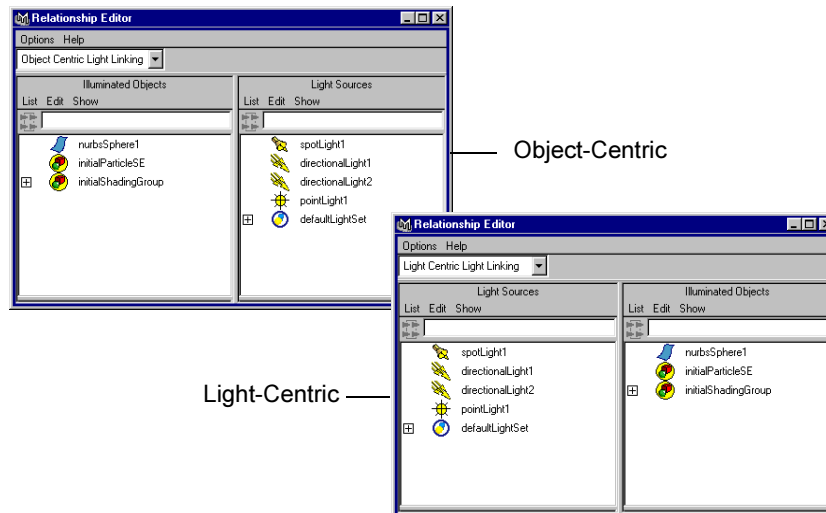 Relationship Editor
Options Help
Object Centric Light Linking
Illuminated Objects
List Edit Show
nurbsSphere1
initialParticleSE
initialShadingGroup
Light Sources
List Edit Show
spotLight1
directionalLight1
directionalLight2
pointLight1
defaultLightSet
Object-Centric
Relationship Editor
Options Help
Light Centric Light Linking
Light Sources
List Edit Show
spotLight1
directionalLight1
directionalLight2
pointLight1
defaultLightSet
Illuminated Objects
List Edit Show
nurbsSphere1
initialParticleSE
initialShadingGroup
Light-Centric